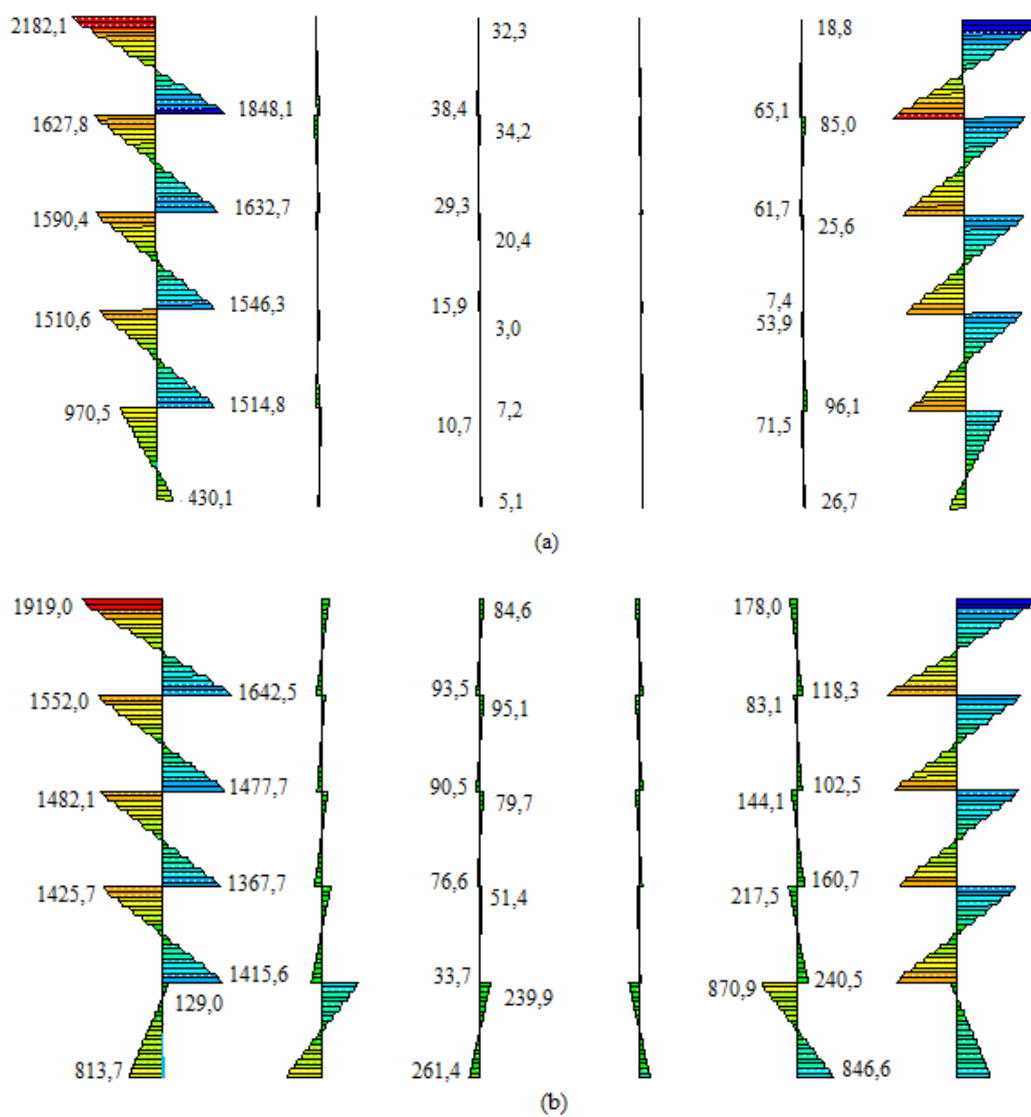 2182,1 32,3 18,8
1848,1 38,4 65,1
1627,8 34,2 85,0
1632,7 29,3 61,7
1590,4 20,4 25,6
1546,3 15,9 7,4
1510,6 3,0 53,9
970,5 1514,8 7,2 96,1
10,7 71,5
430,1 5,1 26,7
(a)
1919,0 84,6 178,0
1642,5 93,5 118,3
1552,0 95,1 83,1
1477,7 90,5 102,5
1482,1 79,7 144,1
1367,7 76,6 160,7
1425,7 51,4 217,5
1415,6 33,7 240,5
129,0 239,9 870,9
813,7 261,4 846,6
(b)